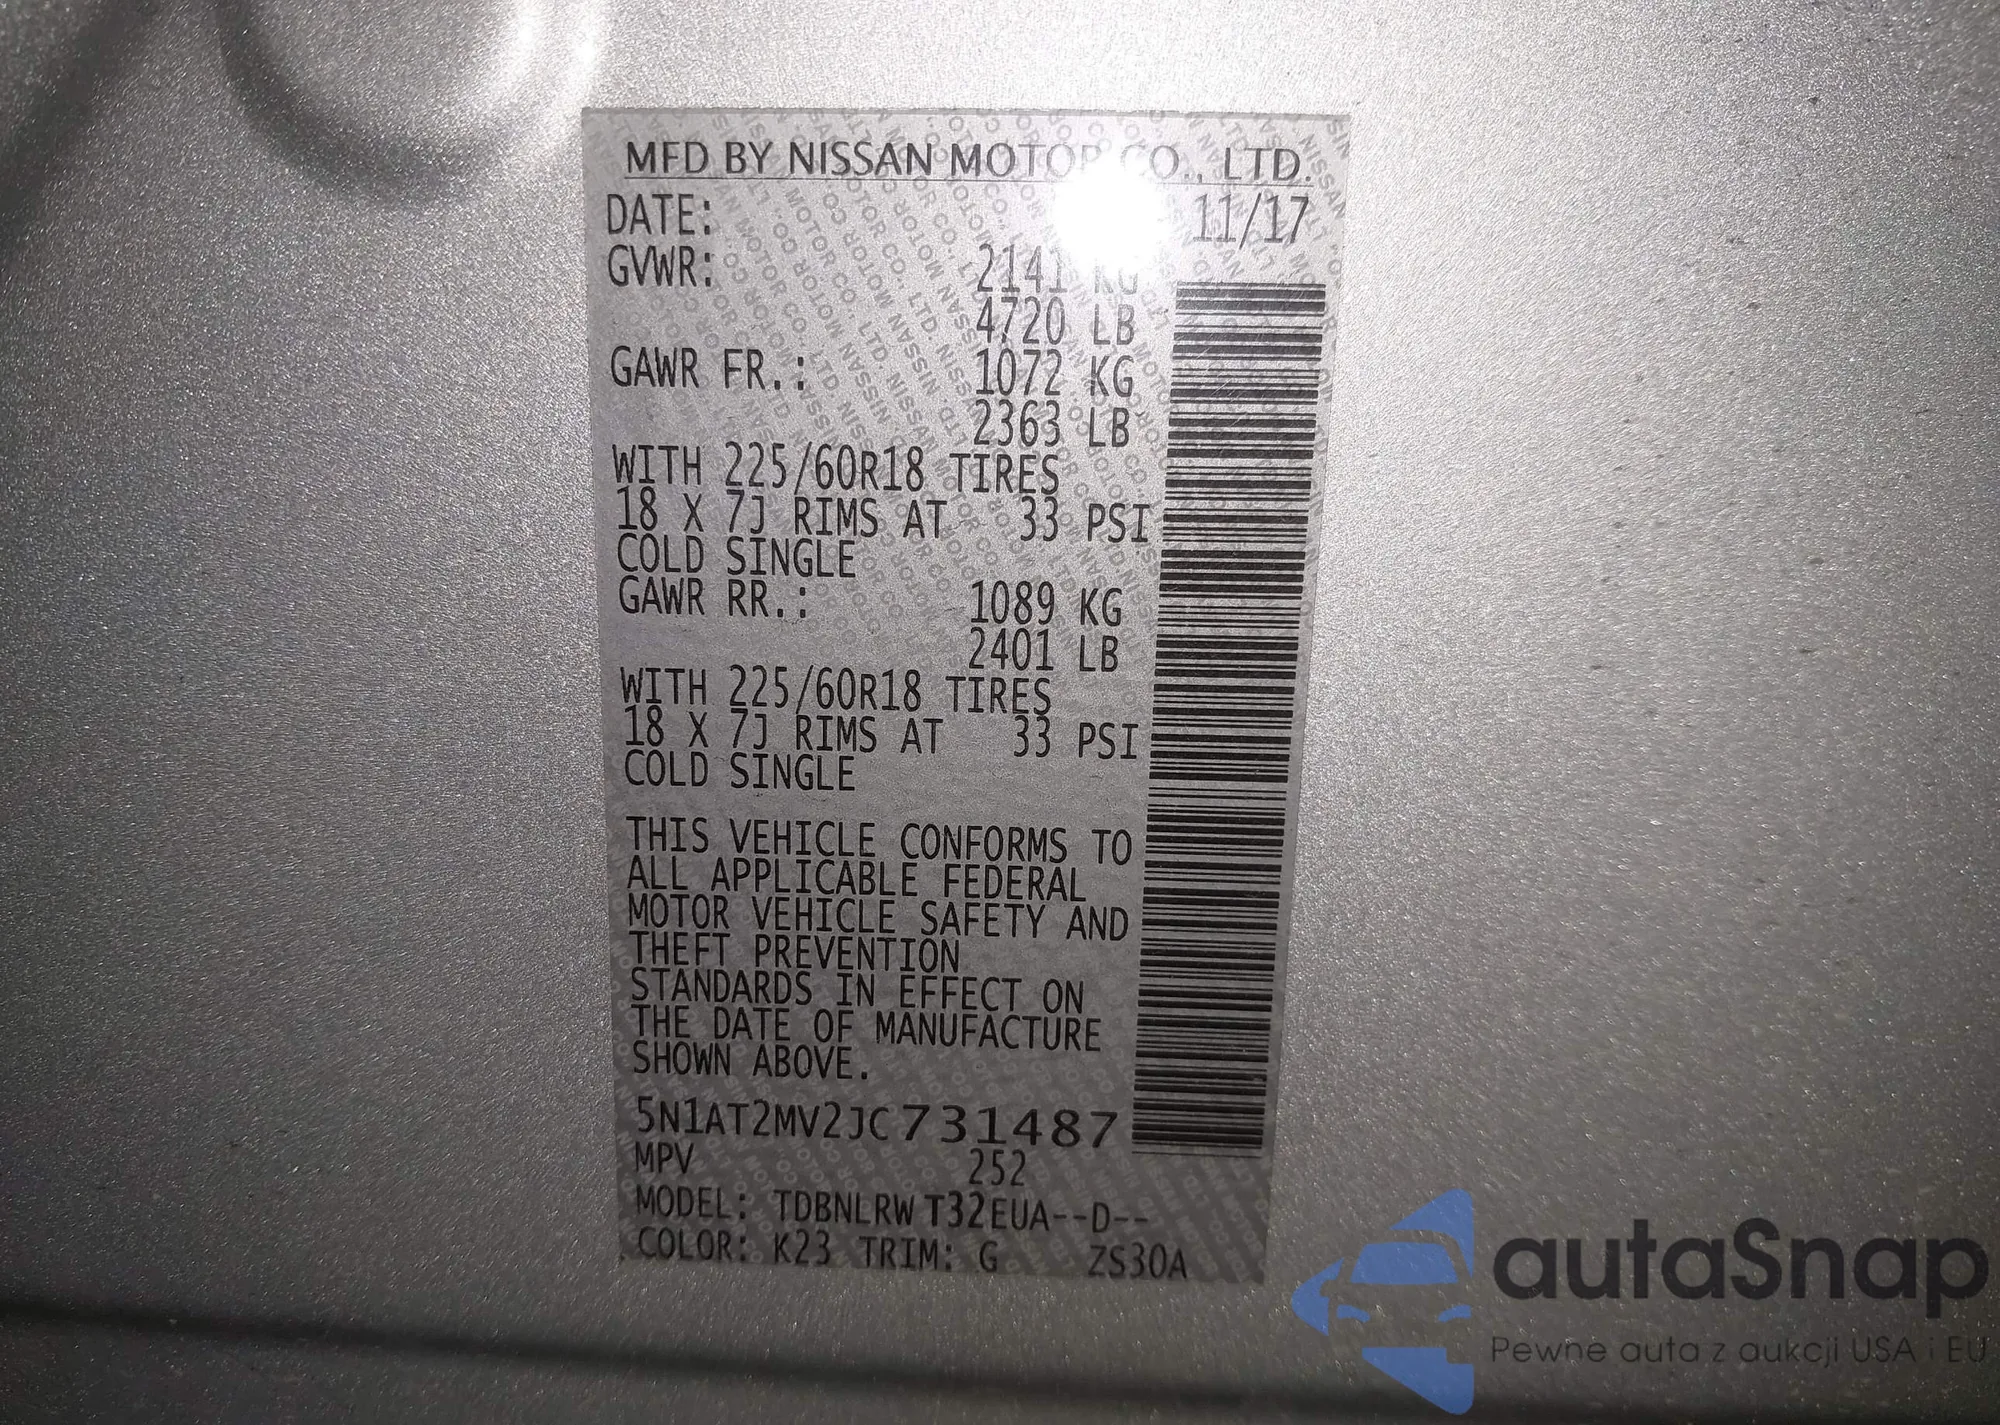 MFD BY NISSAN MOTOR CO., LTD.
DATE: 11/17
GVWR: 2141 KG
4720 LB
GAWR FR.: 1072 KG
2363 LB
WITH 225/60R18 TIRES
18 X 7J RIMS AT 33 PSI
COLD SINGLE
GAWR RR.: 1089 KG
2401 LB
WITH 225/60R18 TIRES
18 X 7J RIMS AT 33 PSI
COLD SINGLE
THIS VEHICLE CONFORMS TO
ALL APPLICABLE FEDERAL
MOTOR VEHICLE SAFETY AND
THEFT PREVENTION
STANDARDS IN EFFECT ON
THE DATE OF MANUFACTURE
SHOWN ABOVE.
5N1AT2MV2JC731487
MPV 252
MODEL: TDBNLRW T32EUA--D--
COLOR: K23 TRIM: G ZS30A
autaSnap
Pewne auta z aukcji USA i EU